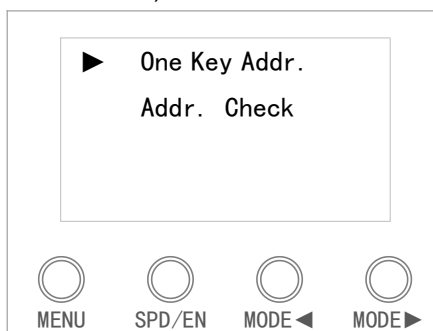 ▶ One Key Addr.
Addr. Check
MENU SPD/EN MODE◀ MODE▶